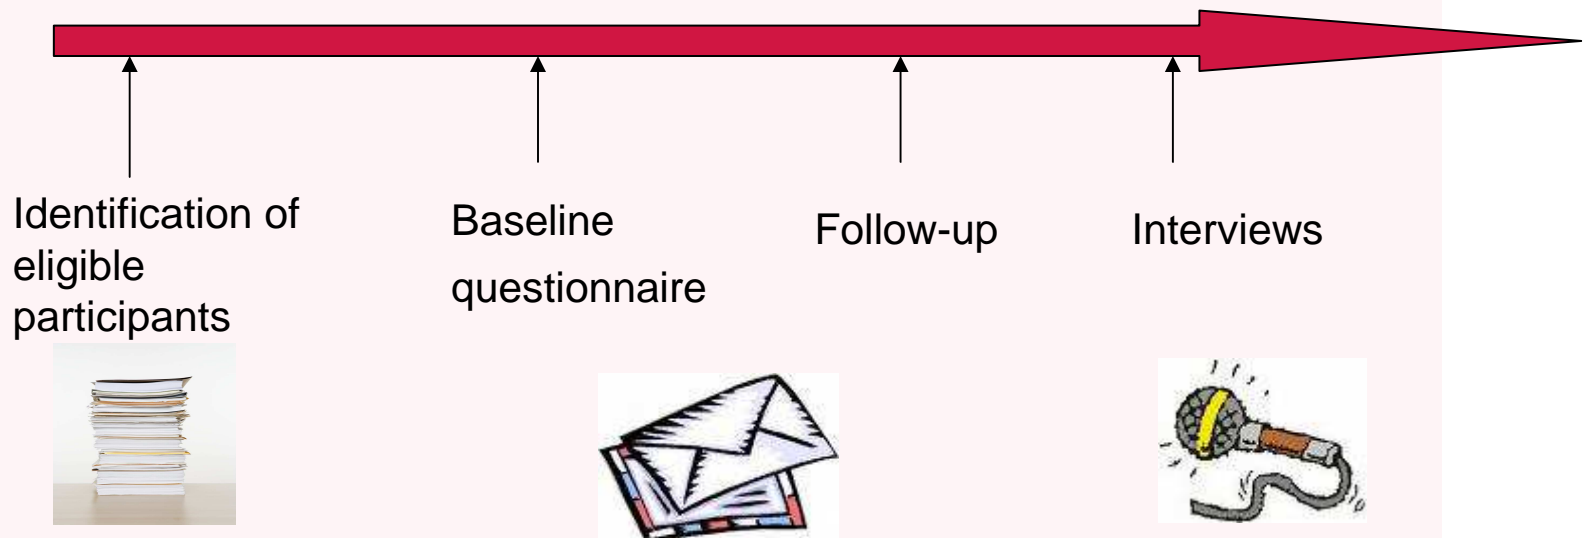 Identification of
eligible
participants
Baseline
questionnaire
Follow-up
Interviews